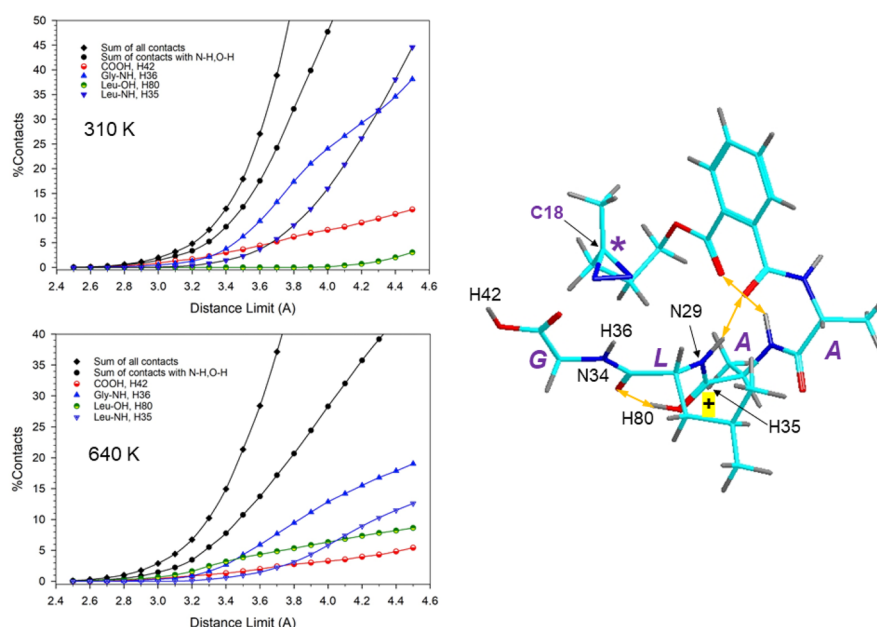 50
45
40
35
30
25
20
15
10
5
0
%Contacts
Sum of all contacts
Sum of contacts with N-H,O-H
COOH, H42
Gly-NH, H36
Leu-OH, H80
Leu-NH, H35
310 K
2.4 2.6 2.8 3.0 3.2 3.4 3.6 3.8 4.0 4.2 4.4 4.6
Distance Limit (A)
40
35
30
25
20
15
10
5
0
%Contacts
Sum of all contacts
Sum of contacts with N-H,O-H
COOH, H42
Gly-NH, H36
Leu-OH, H80
Leu-NH, H35
640 K
2.4 2.6 2.8 3.0 3.2 3.4 3.6 3.8 4.0 4.2 4.4 4.6
Distance Limit (A)
C18 *
H42
H36
N29
G
N34
L
A
A
H80
+
H35